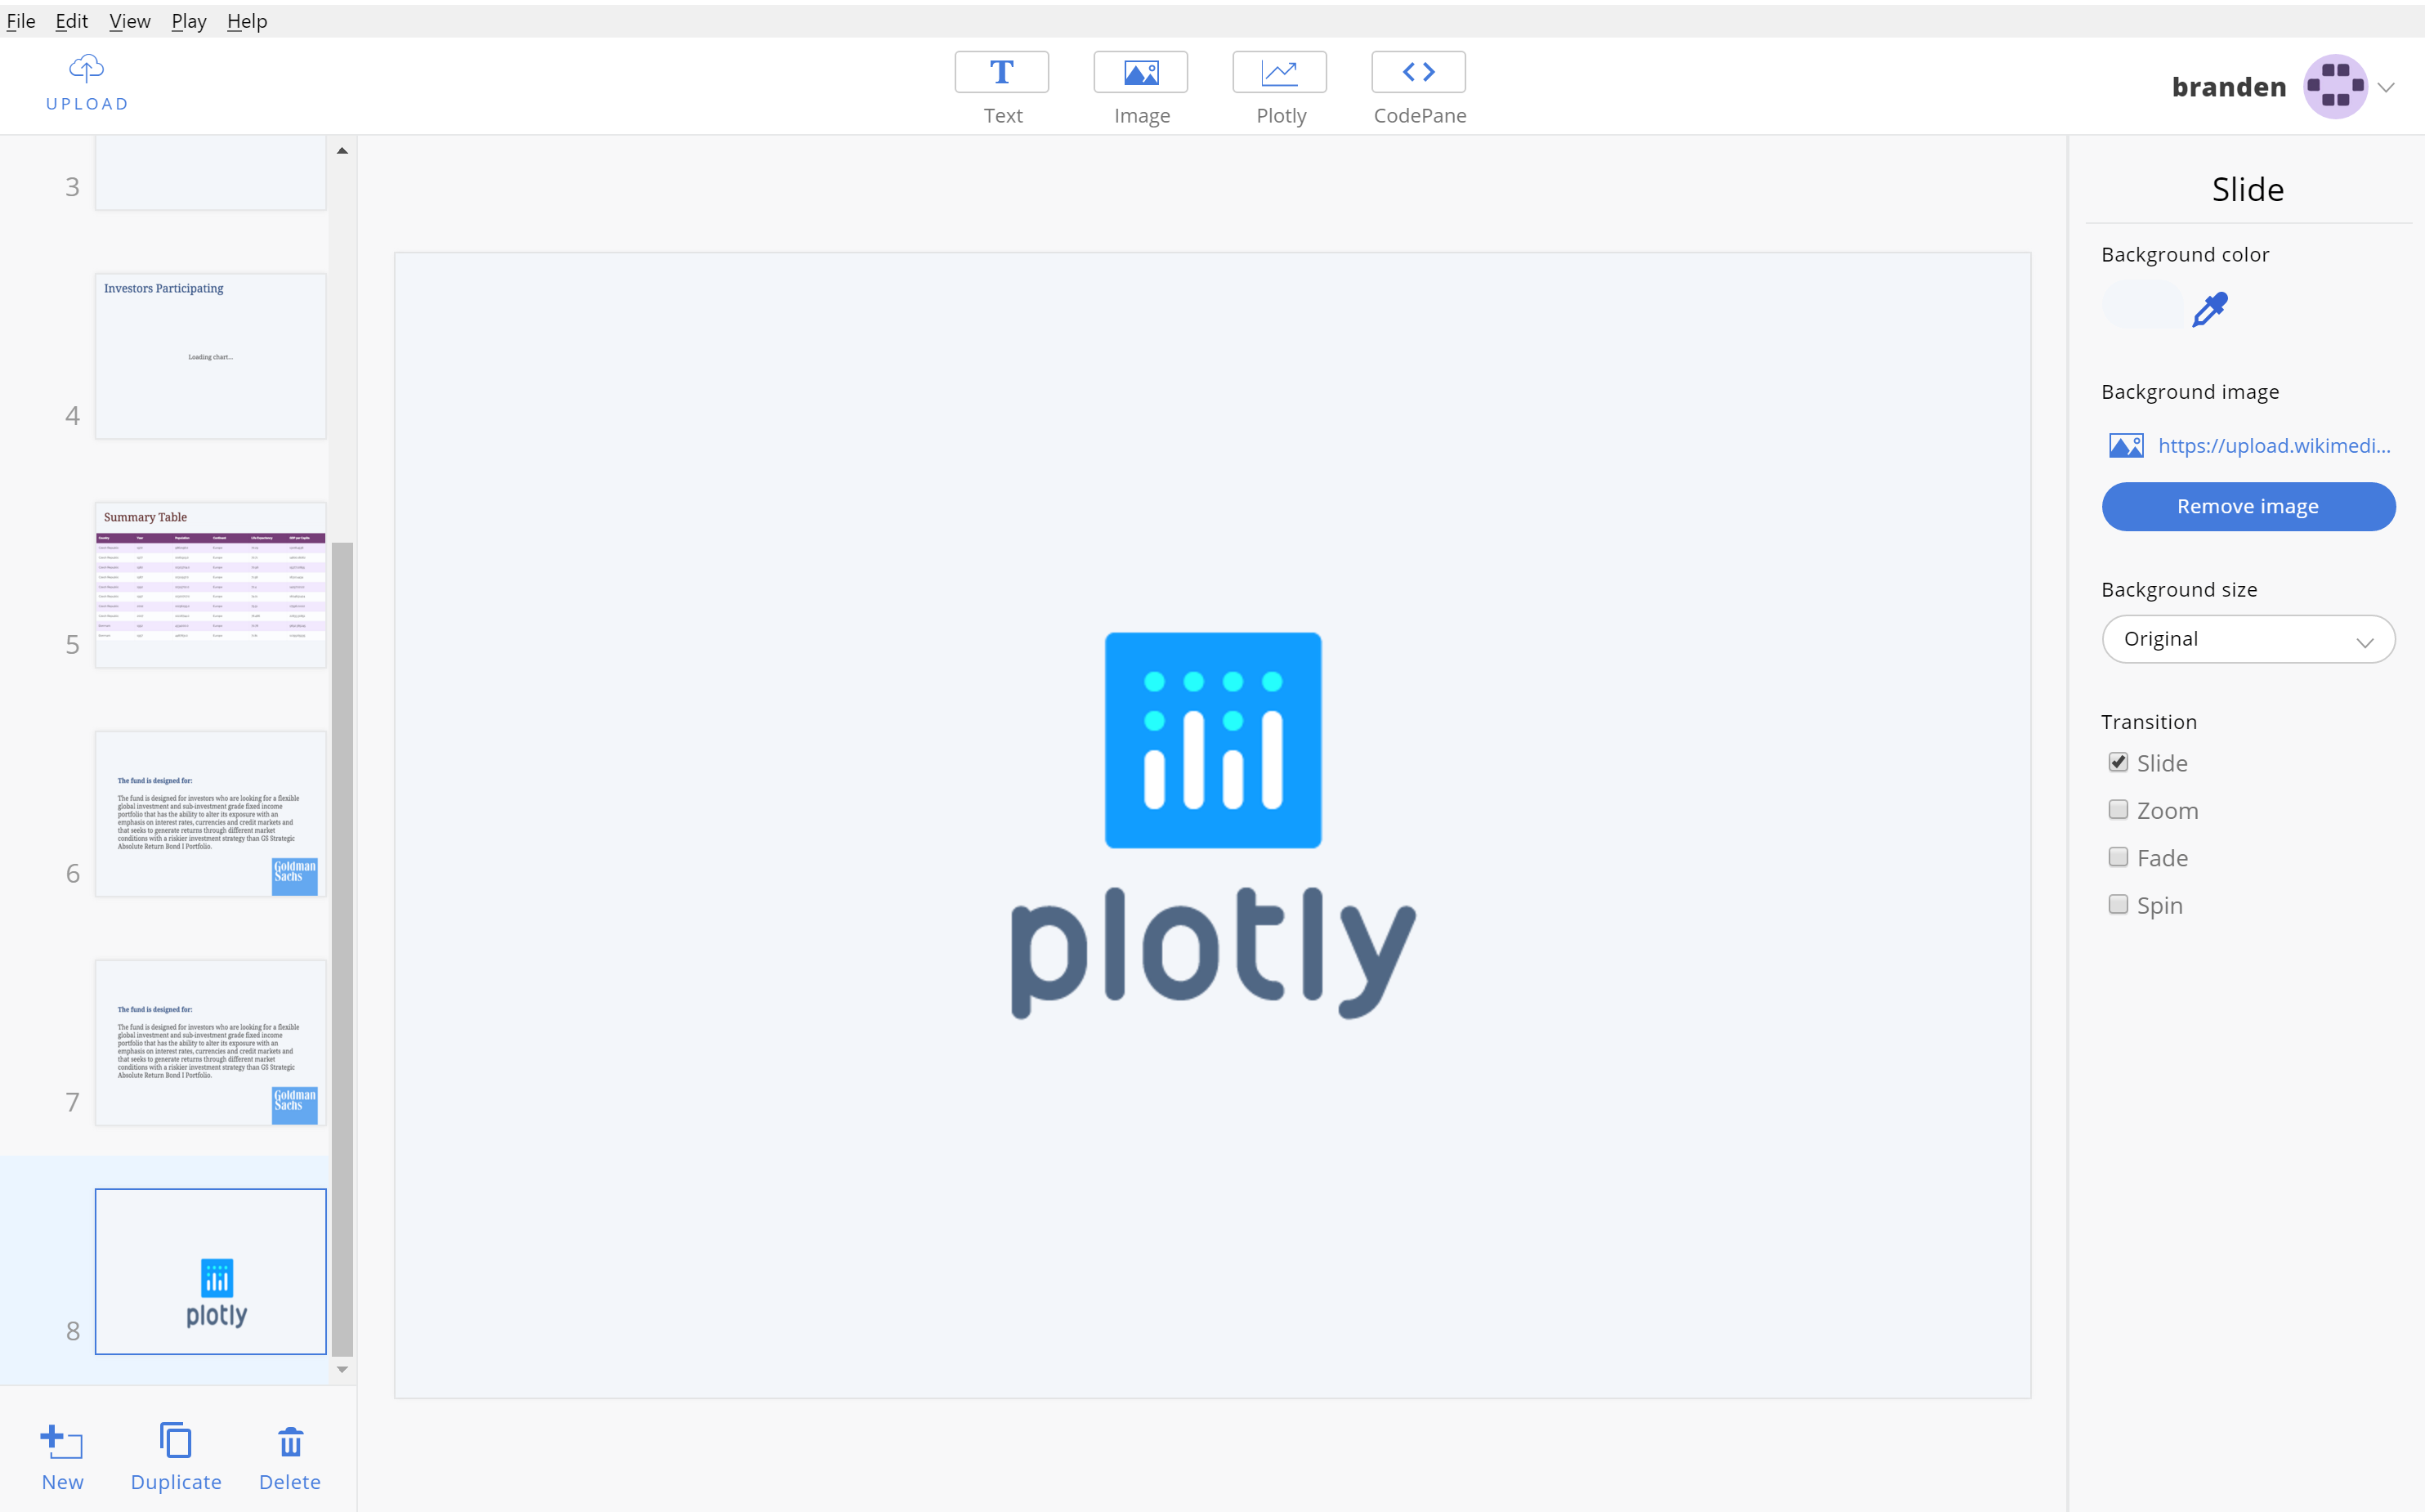 File Edit View Play Help
UPLOAD
T
Text
Image
Plotly
CodePane
branden
3
Investors Participating
Loading chart...
4
Summary Table
Country Year Population Continent Life Expectancy GDP per Capita
5
The fund is designed for:
The fund is designed for investors who are looking for a flexible
global investment and sub-investment grade fixed income
portfolio that has the ability to alter its exposure with an
emphasis on interest rates, currencies and credit markets and
that seeks to generate returns through different market
conditions with a riskier investment strategy than GS Strategic
Absolute Return Bond I Portfolio.
Goldman
Sachs
6
The fund is designed for:
The fund is designed for investors who are looking for a flexible
global investment and sub-investment grade fixed income
portfolio that has the ability to alter its exposure with an
emphasis on interest rates, currencies and credit markets and
that seeks to generate returns through different market
conditions with a riskier investment strategy than GS Strategic
Absolute Return Bond I Portfolio.
Goldman
Sachs
7
plotly
8
New
Duplicate
Delete
plotly
Slide
Background color
Background image
https://upload.wikimedi...
Remove image
Background size
Original
Transition
Slide
Zoom
Fade
Spin